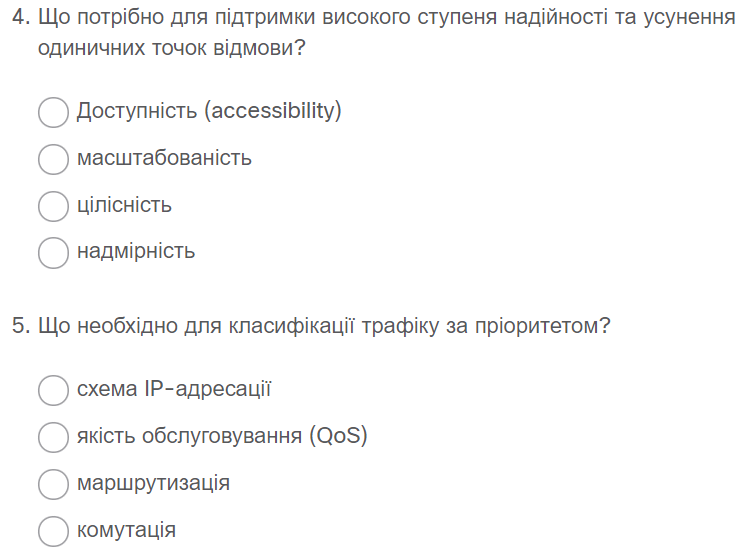 4. Що потрібно для підтримки високого ступеня надійності та усунення
одиничних точок відмови?
Доступність (accessibility)
масштабованість
цілісність
надмірність
5. Що необхідно для класифікації трафіку за пріоритетом?
схема IP-адресації
якість обслуговування (QoS)
маршрутизація
комутація